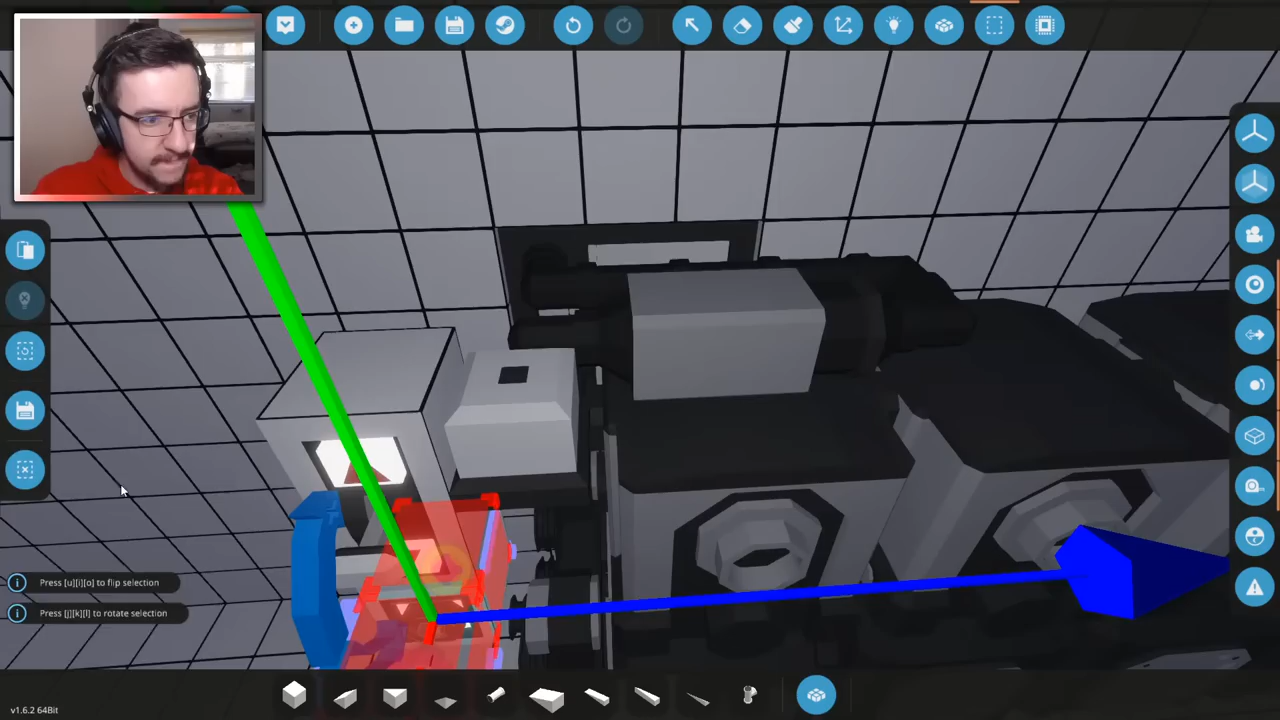 Press [u][i][o] to flip selection
Press [j][k][l] to rotate selection
v1.6.2 64Bit